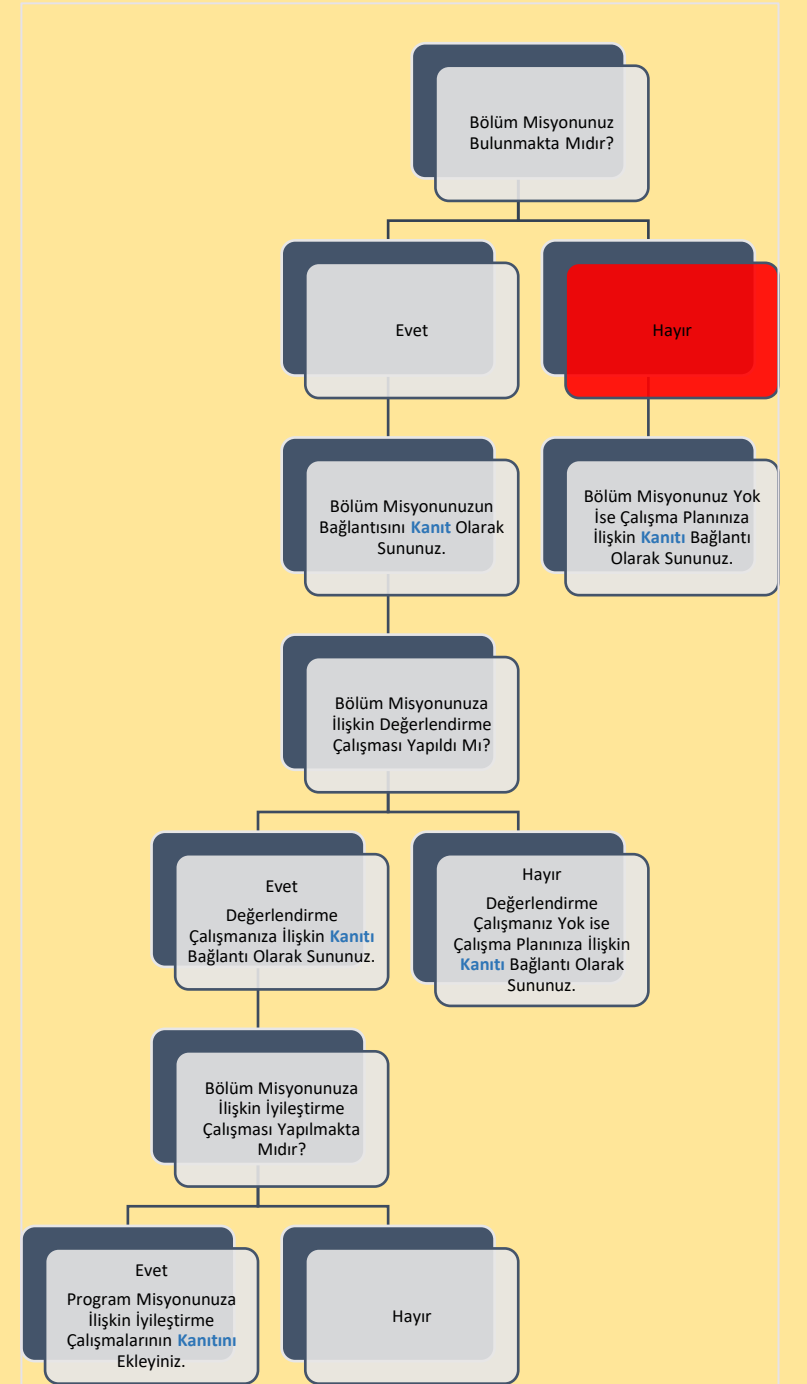 Bölüm Misyonunuz
Bulunmakta Mıdır?
Evet
Hayır
Bölüm Misyonunuzun
Bağlantısını Kanıt Olarak
Sununuz.
Bölüm Misyonunuz Yok
İse Çalışma Planınıza
İlişkin Kanıtı Bağlantı
Olarak Sununuz.
Bölüm Misyonunuza
İlişkin Değerlendirme
Çalışması Yapıldı Mı?
Evet
Değerlendirme
Çalışmanıza İlişkin Kanıtı
Bağlantı Olarak Sununuz.
Hayır
Değerlendirme
Çalışmanız Yok ise
Çalışma Planınıza İlişkin
Kanıtı Bağlantı Olarak
Sununuz.
Bölüm Misyonunuza
İlişkin İyileştirme
Çalışması Yapılmakta
Mıdır?
Evet
Program Misyonunuza
İlişkin İyileştirme
Çalışmalarının Kanıtını
Ekleyiniz.
Hayır